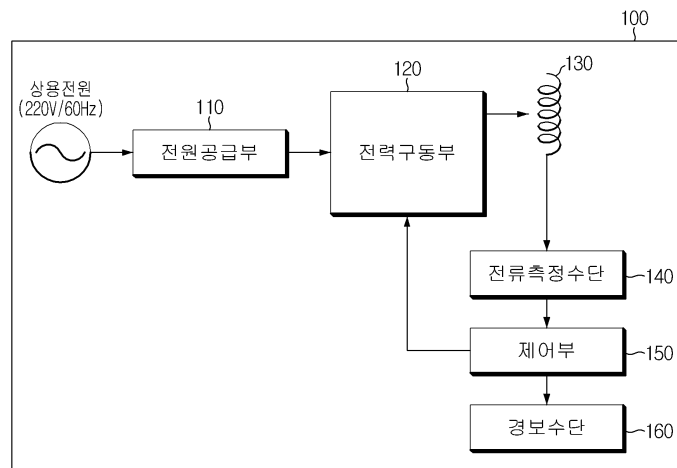 100
상용전원
(220V/60Hz)
110
전원공급부
120
전력구동부
130
전류측정수단
140
제어부
150
경보수단
160